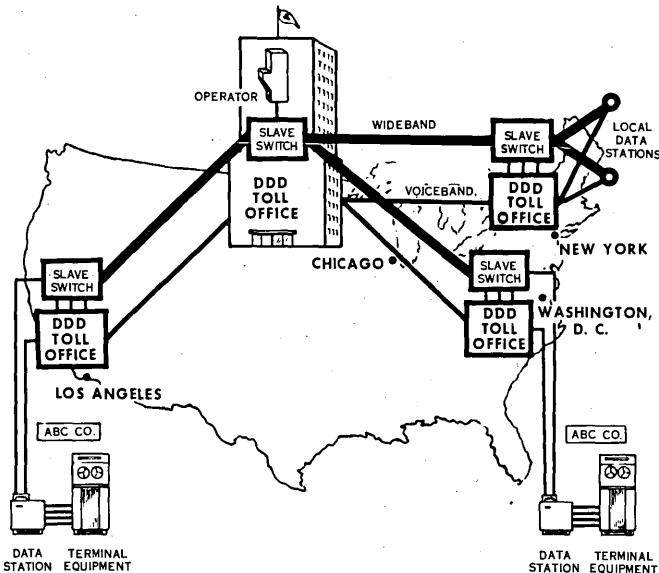 OPERATOR
SLAVE
SWITCH
WIDEBAND
SLAVE
SWITCH
LOCAL
DATA
STATIONS
DDD
TOLL
OFFICE
VOICEBAND.
DDD
TOLL
OFFICE
NEW YORK
CHICAGO
SLAVE
SWITCH
SLAVE
SWITCH
DDD
TOLL
OFFICE
WASHINGTON,
D. C.
DDD
TOLL
OFFICE
LOS ANGELES
ABC CO.
ABC CO.
DATA
STATION
TERMINAL
EQUIPMENT
DATA
STATION
TERMINAL
EQUIPMENT